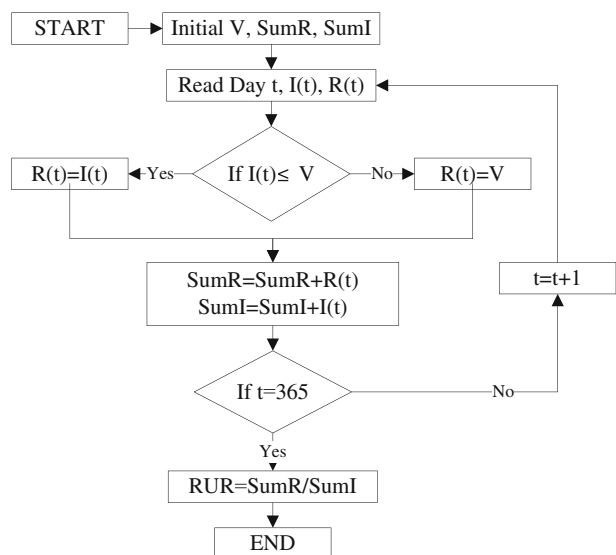 START
Initial V, SumR, SumI
Read Day t, I(t), R(t)
If I(t)≤ V
Yes
No
R(t)=I(t)
R(t)=V
SumR=SumR+R(t)
SumI=SumI+I(t)
t=t+1
If t=365
No
Yes
RUR=SumR/SumI
END